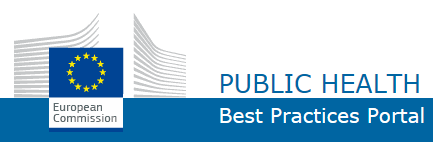 European
Commission
PUBLIC HEALTH
Best Practices Portal